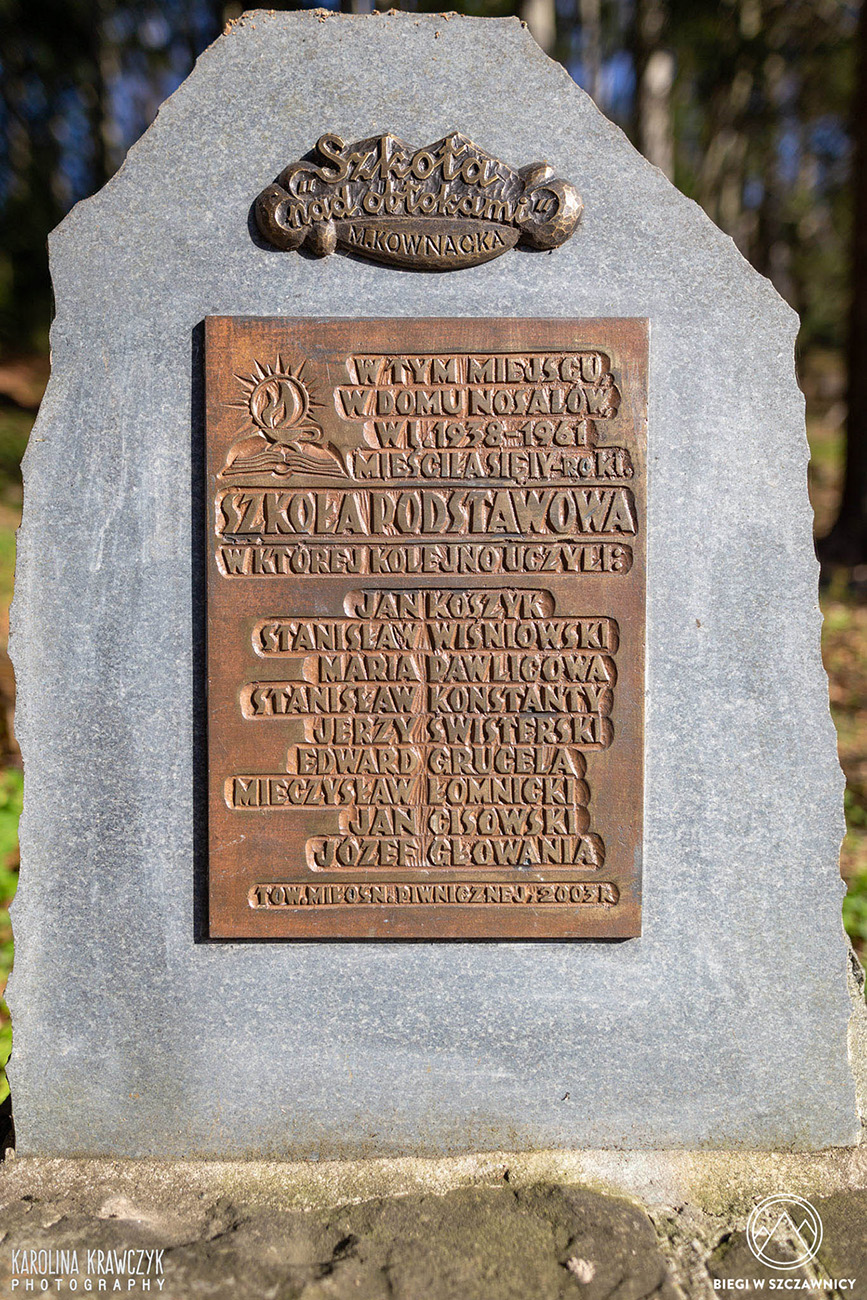 Szkoła
"nad obłokami"
M. KOWNACKA
W TYM MIEJSCU,
W DOMU NOSALÓW,
W L. 1938-1961
MIEŚCIŁA SIĘ IV-RO KL.
SZKOŁA PODSTAWOWA
W KTÓREJ KOLEJNO UCZYLI:
JAN KOSZYK
STANISŁAW WIŚNIOWSKI
MARIA PAWLIGOWA
STANISŁAW KONSTANTY
JERZY ŚWISTERSKI
EDWARD GRUCELA
MIECZYSŁAW ŁOMNICKI
JAN CISOWSKI
JÓZEF GŁOWANIA
TOW. MIŁOŚN. PIWNICZNEJ, 2003 R.
KAROLINA KRAWCZYK
PHOTOGRAPHY
BIEGI W SZCZAWNICY